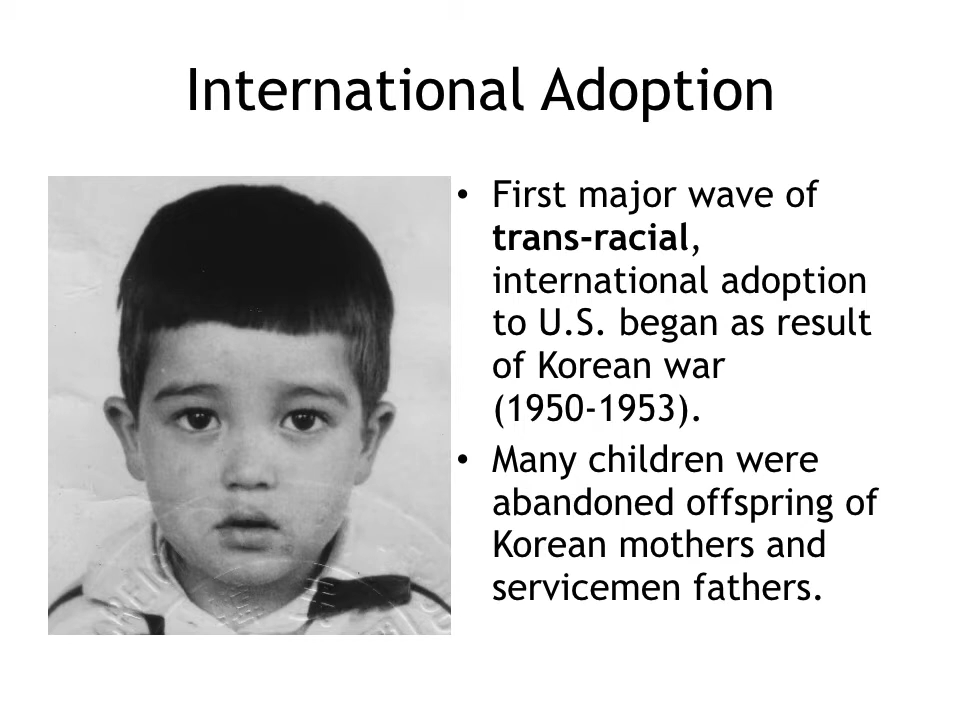 International Adoption
• First major wave of
trans-racial,
international adoption
to U.S. began as result
of Korean war
(1950-1953).
• Many children were
abandoned offspring of
Korean mothers and
servicemen fathers.